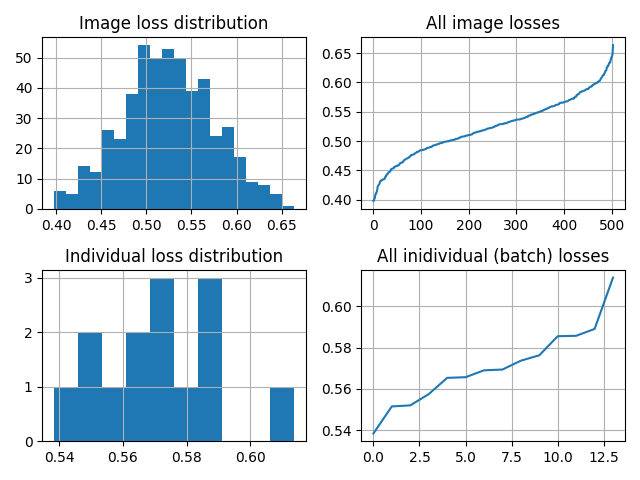 Image loss distribution
50
40
30
20
10
0
0.40 0.45 0.50 0.55 0.60 0.65
All image losses
0.65
0.60
0.55
0.50
0.45
0.40
0 100 200 300 400 500
Individual loss distribution
3
2
1
0
0.54 0.56 0.58 0.60
All inidividual (batch) losses
0.60
0.58
0.56
0.54
0.0 2.5 5.0 7.5 10.0 12.5